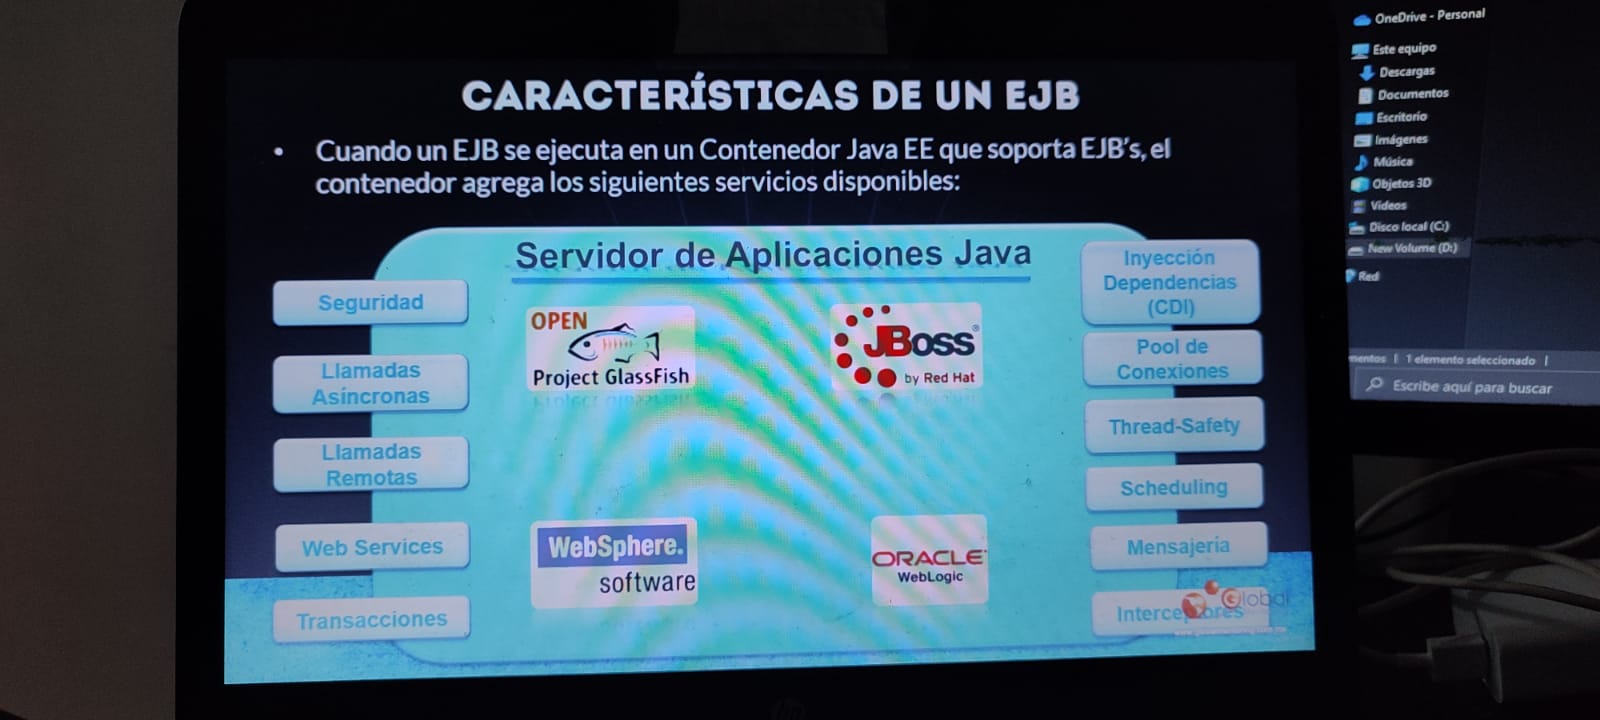 CARACTERÍSTICAS DE UN EJB
• Cuando un EJB se ejecuta en un Contenedor Java EE que soporta EJB's, el
contenedor agrega los siguientes servicios disponibles:
Servidor de Aplicaciones Java
Seguridad
Llamadas
Asíncronas
Llamadas
Remotas
Web Services
Transacciones
OPEN
Project GlassFish
JBoss®
by Red Hat
WebSphere.
software
ORACLE
WebLogic
Inyección
Dependencias
(CDI)
Pool de
Conexiones
Thread-Safety
Scheduling
Mensajería
Global
OneDrive - Personal
Este equipo
Descargas
Documentos
Escritorio
Imágenes
Música
Objetos 3D
Videos
Disco local (C:)
New Volume (D:)
Red
1 elemento seleccionado
Escribe aquí para buscar